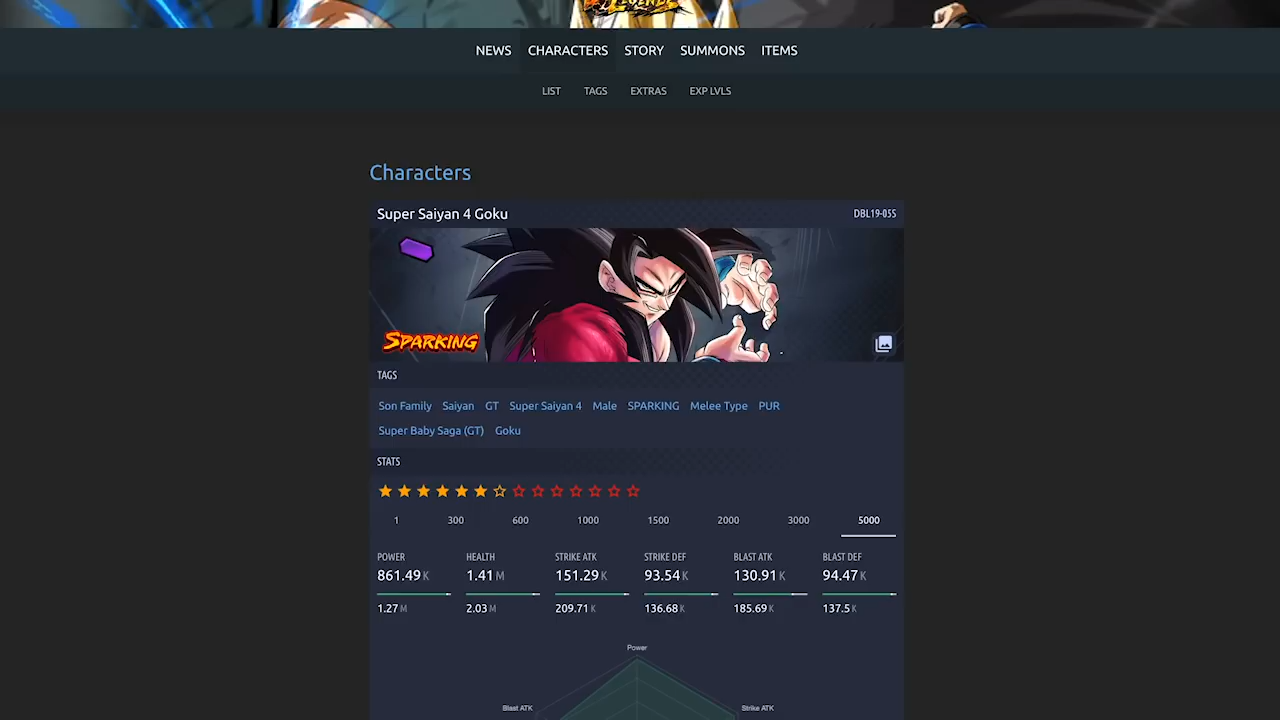 LEGENDS
NEWS CHARACTERS STORY SUMMONS ITEMS
LIST TAGS EXTRAS EXP LVLS
Characters
Super Saiyan 4 Goku DBL19-05S
SPARKING
TAGS
Son Family Saiyan GT Super Saiyan 4 Male SPARKING Melee Type PUR
Super Baby Saga (GT) Goku
STATS
1 300 600 1000 1500 2000 3000 5000
POWER HEALTH STRIKE ATK STRIKE DEF BLAST ATK BLAST DEF
861.49 K 1.41 M 151.29 K 93.54 K 130.91 K 94.47 K
1.27 M 2.03 M 209.71 K 136.68 K 185.69 K 137.5 K
Power
Blast ATK Strike ATK